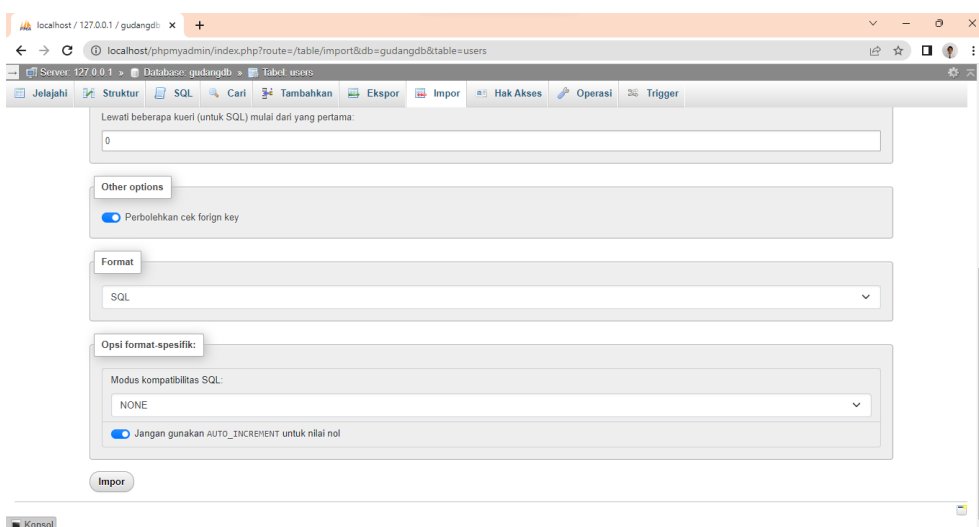 localhost / 127.0.0.1 / gudangdb
localhost/phpmyadmin/index.php?route=/table/import&db=gudangdb&table=users
Server: 127.0.0.1 » Database: gudangdb » Tabel: users
Jelajahi Struktur SQL Cari Tambahkan Ekspor Impor Hak Akses Operasi Trigger
Lewati beberapa kueri (untuk SQL) mulai dari yang pertama:
0
Other options
Perbolehkan cek forign key
Format
SQL
Opsi format-spesifik:
Modus kompatibilitas SQL:
NONE
Jangan gunakan AUTO_INCREMENT untuk nilai nol
Impor
Konsol